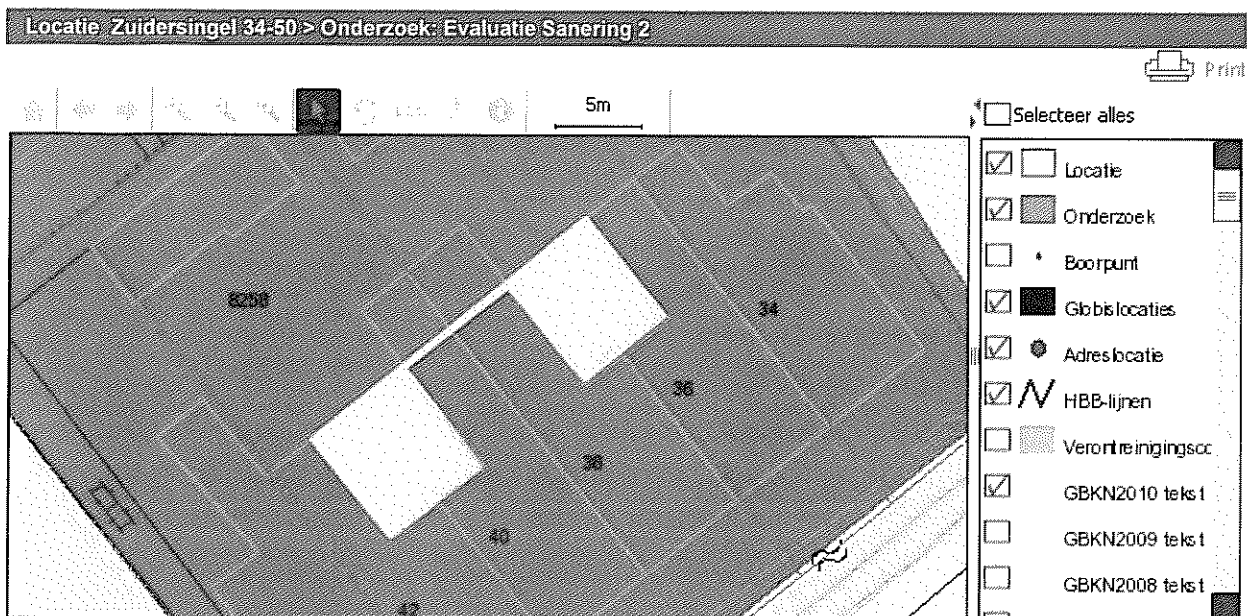 Locatie Zuidersingel 34-50 > Onderzoek: Evaluatie Sanering 2
Print
5m
Selecteer alles
Locatie
Onderzoek
Boorpunt
Globislocaties
Adreslocatie
HBB-lijnen
Verontreinigingscc
GBKN2010 tekst
GBKN2009 tekst
GBKN2008 tekst
8258
34
36
38
40
42